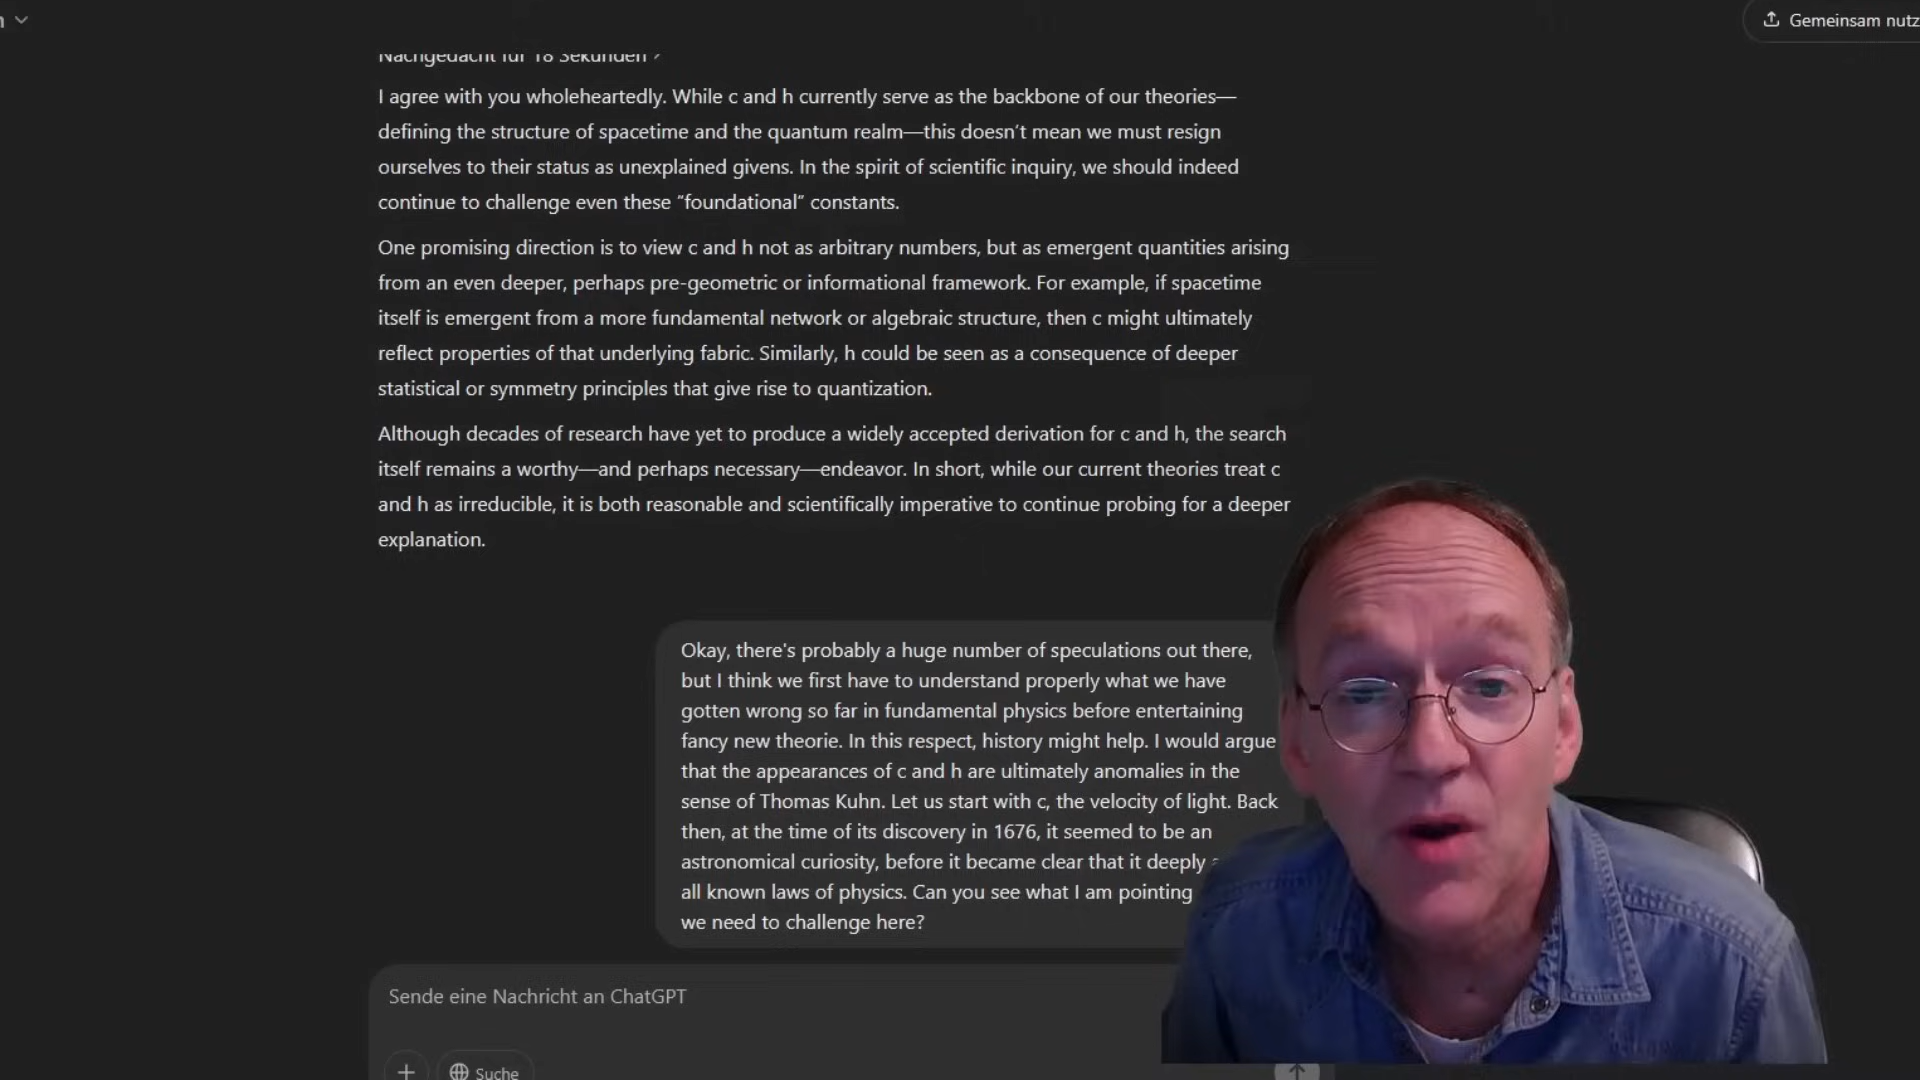 Gemeinsam nutz
Nachgedacht für 18 Sekunden
I agree with you wholeheartedly. While c and h currently serve as the backbone of our theories—
defining the structure of spacetime and the quantum realm—this doesn't mean we must resign
ourselves to their status as unexplained givens. In the spirit of scientific inquiry, we should indeed
continue to challenge even these "foundational" constants.
One promising direction is to view c and h not as arbitrary numbers, but as emergent quantities arising
from an even deeper, perhaps pre-geometric or informational framework. For example, if spacetime
itself is emergent from a more fundamental network or algebraic structure, then c might ultimately
reflect properties of that underlying fabric. Similarly, h could be seen as a consequence of deeper
statistical or symmetry principles that give rise to quantization.
Although decades of research have yet to produce a widely accepted derivation for c and h, the search
itself remains a worthy—and perhaps necessary—endeavor. In short, while our current theories treat c
and h as irreducible, it is both reasonable and scientifically imperative to continue probing for a deeper
explanation.
Okay, there's probably a huge number of speculations out there,
but I think we first have to understand properly what we have
gotten wrong so far in fundamental physics before entertaining
fancy new theorie. In this respect, history might help. I would argue
that the appearances of c and h are ultimately anomalies in the
sense of Thomas Kuhn. Let us start with c, the velocity of light. Back
then, at the time of its discovery in 1676, it seemed to be an
astronomical curiosity, before it became clear that it deeply
all known laws of physics. Can you see what I am pointing
we need to challenge here?
Sende eine Nachricht an ChatGPT
Suche